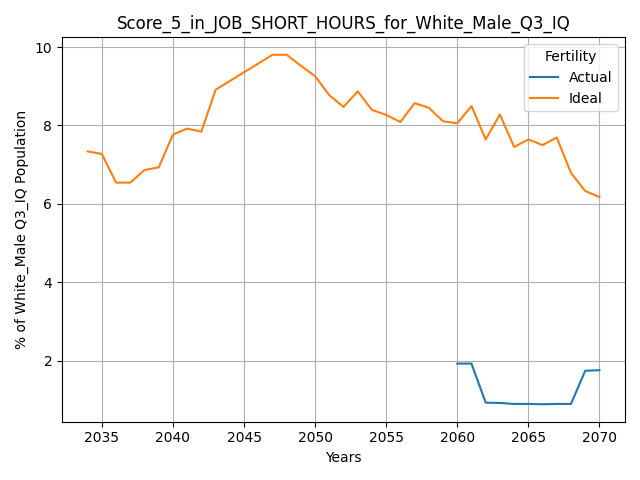 Score_5_in_JOB_SHORT_HOURS_for_White_Male_Q3_IQ
Fertility
Actual
Ideal
% of White_Male Q3_IQ Population
10
8
6
4
2
2035 2040 2045 2050 2055 2060 2065 2070
Years